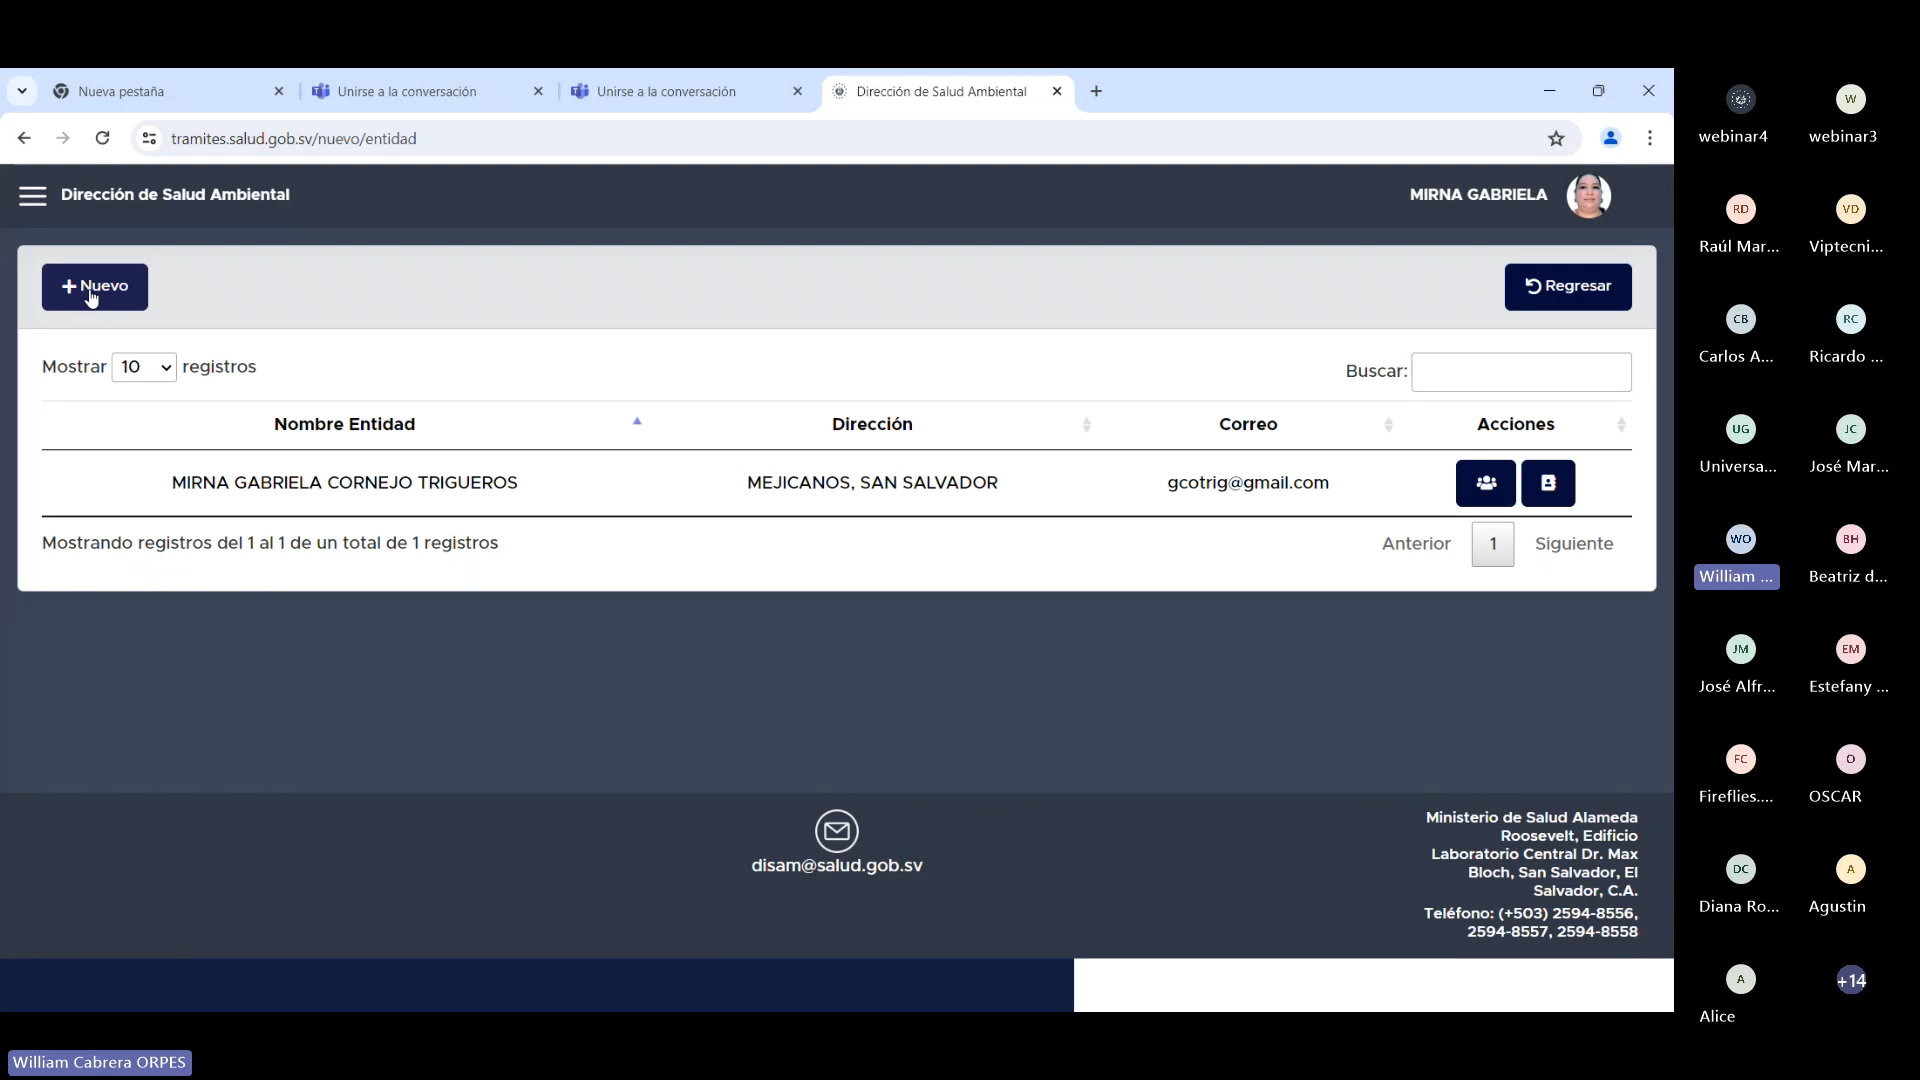 Nueva pestaña
Unirse a la conversación
Unirse a la conversación
Dirección de Salud Ambiental
tramites.salud.gob.sv/nuevo/entidad
Dirección de Salud Ambiental
MIRNA GABRIELA
Nuevo
Regresar
Mostrar 10 registros
Buscar:
Nombre Entidad Dirección Correo Acciones
MIRNA GABRIELA CORNEJO TRIGUEROS MEJICANOS, SAN SALVADOR gcotrig@gmail.com
Mostrando registros del 1 al 1 de un total de 1 registros
Anterior 1 Siguiente
disam@salud.gob.sv
Ministerio de Salud Alameda
Roosevelt, Edificio
Laboratorio Central Dr. Max
Bloch, San Salvador, El
Salvador, C.A.
Teléfono: (+503) 2594-8556,
2594-8557, 2594-8558
W
webinar4 webinar3
RD VD
Raúl Mar... Viptecni...
CB RC
Carlos A... Ricardo ...
UG JC
Universa... José Mar...
WO BH
William ... Beatriz d...
JM EM
José Alfr... Estefany ...
FC O
Fireflies.... OSCAR
DC A
Diana Ro... Agustin
A +14
Alice
William Cabrera ORPES